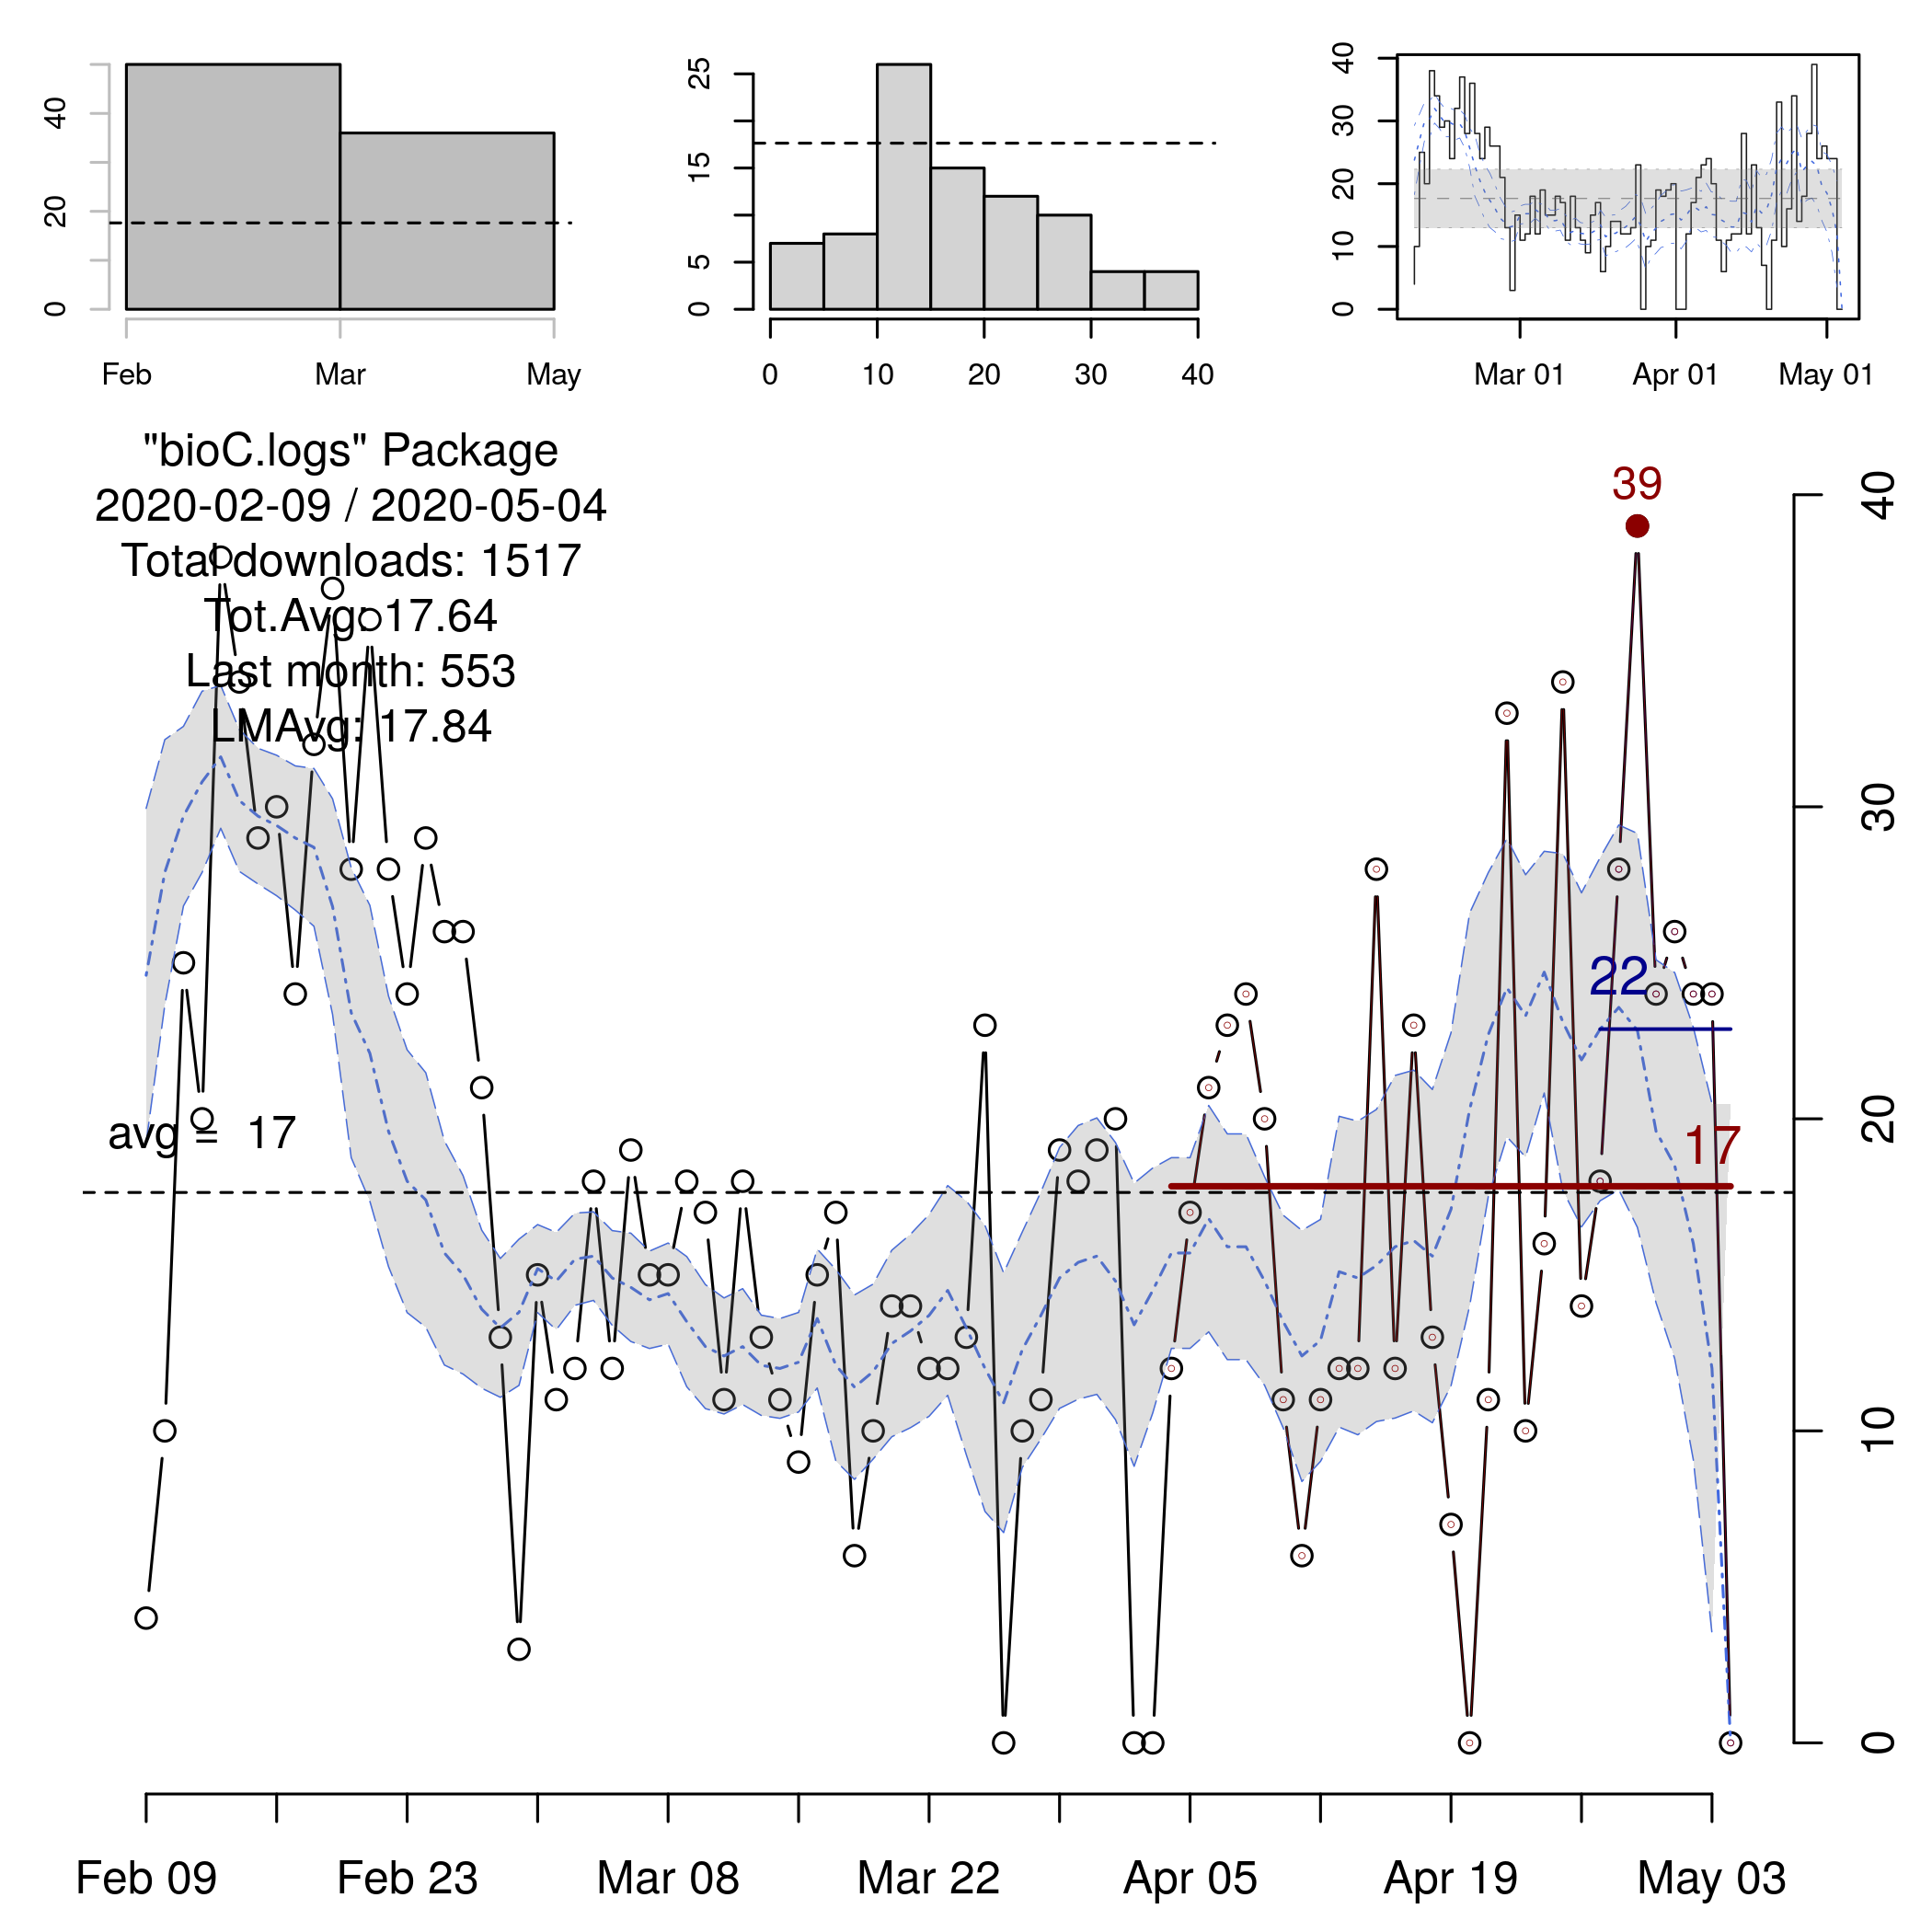 40
20
0
Feb Mar May
25
15
5
0
0 10 20 30 40
40
30
20
10
0
Mar 01 Apr 01 May 01
"bioC.logs" Package
2020-02-09 / 2020-05-04
Total downloads: 1517
Tot.Avg: 17.64
Last month: 553
LMAvg: 17.84
39
22
17
avg = 17
40
30
20
10
0
Feb 09 Feb 23 Mar 08 Mar 22 Apr 05 Apr 19 May 03